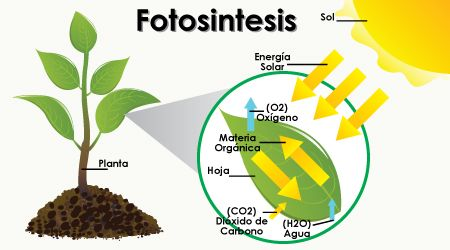 Fotosintesis
Sol
Energía
Solar
(O2)
Oxígeno
Materia
Orgánica
Planta
Hoja
(CO2)
Dióxido de
Carbono
(H2O)
Agua